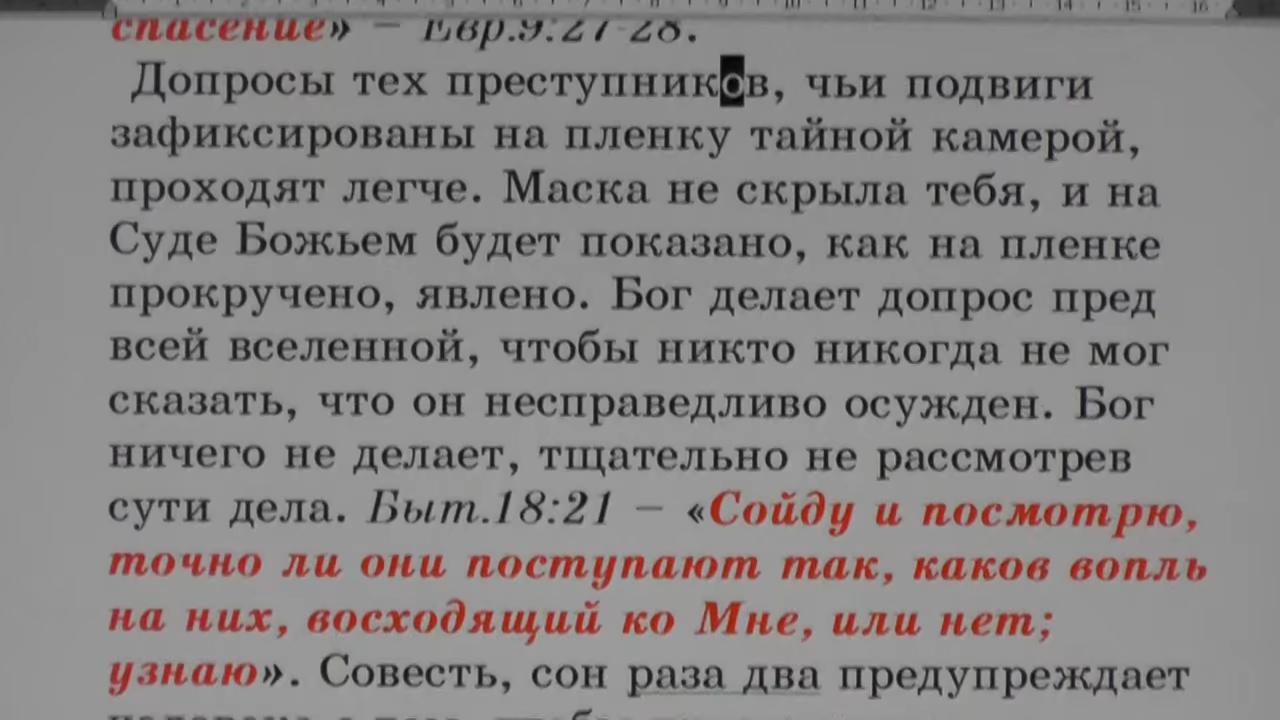 спасение» – Евр.9:27-28.
Допросы тех преступников, чьи подвиги
зафиксированы на пленку тайной камерой,
проходят легче. Маска не скрыла тебя, и на
Суде Божьем будет показано, как на пленке
прокручено, явлено. Бог делает допрос пред
всей вселенной, чтобы никто никогда не мог
сказать, что он несправедливо осужден. Бог
ничего не делает, тщательно не рассмотрев
сути дела. Быт.18:21 – «Сойду и посмотрю,
точно ли они поступают так, каков вопль
на них, восходящий ко Мне, или нет;
узнаю». Совесть, сон раза два предупреждает